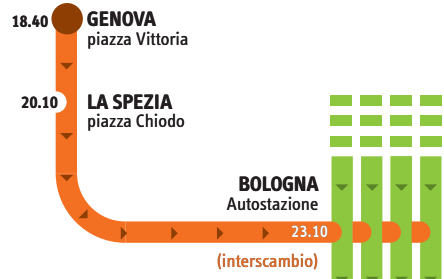 18.40 GENOVA
piazza Vittoria
20.10 LA SPEZIA
piazza Chiodo
BOLOGNA
Autostazione
23.10
(interscambio)